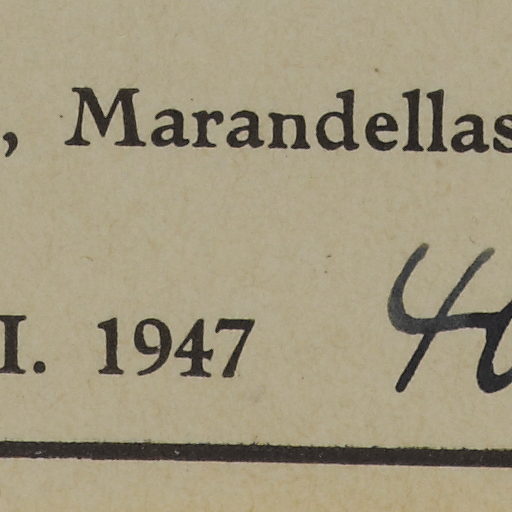 , Marandellas
I. 1947